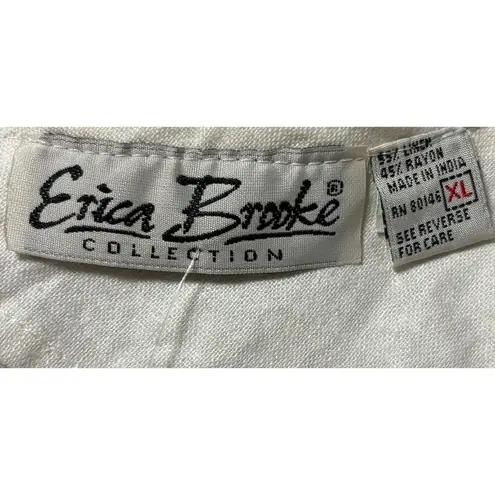 Erica Brooke®
COLLECTION
55% LINEN
45% RAYON
MADE IN INDIA
RN 80146
XL
SEE REVERSE
FOR CARE